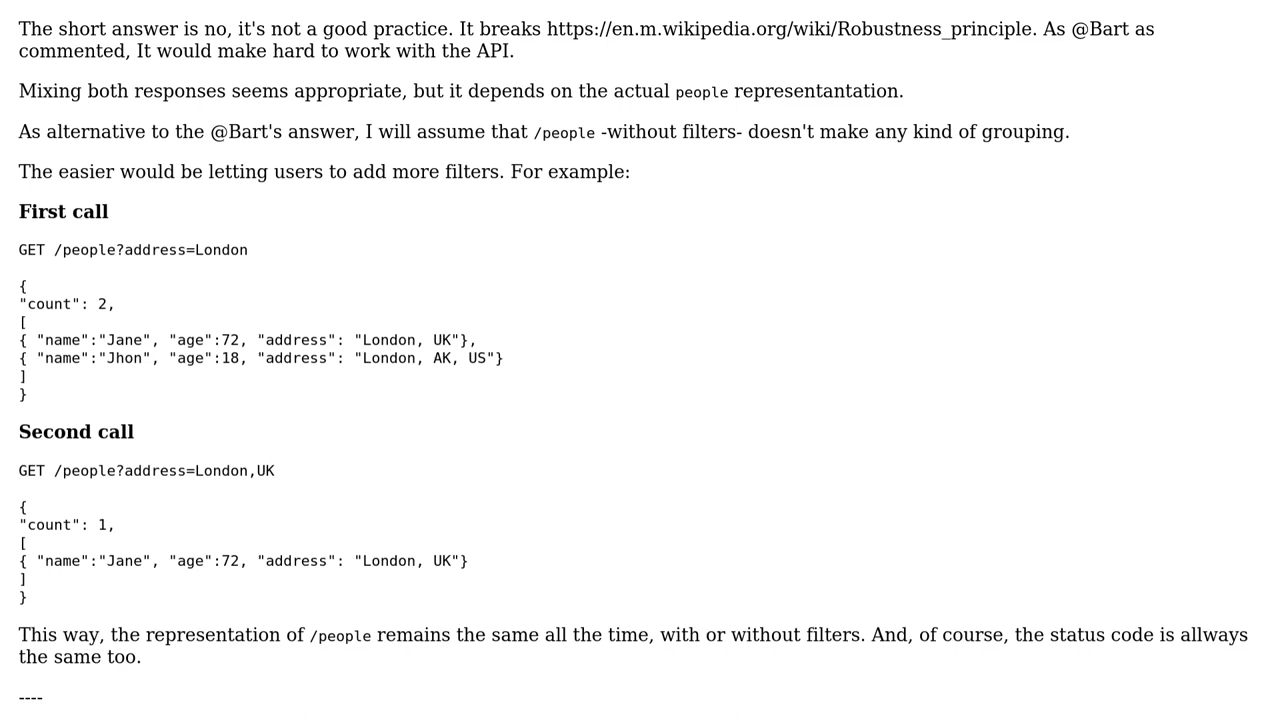 The short answer is no, it's not a good practice. It breaks https://en.m.wikipedia.org/wiki/Robustness_principle. As @Bart as
commented, It would make hard to work with the API.
Mixing both responses seems appropriate, but it depends on the actual people representantation.
As alternative to the @Bart's answer, I will assume that /people -without filters- doesn't make any kind of grouping.
The easier would be letting users to add more filters. For example:
First call
GET /people?address=London
{
"count": 2,
[
{ "name":"Jane", "age":72, "address": "London, UK"},
{ "name":"Jhon", "age":18, "address": "London, AK, US"}
]
}
Second call
GET /people?address=London,UK
{
"count": 1,
[
{ "name":"Jane", "age":72, "address": "London, UK"}
]
}
This way, the representation of /people remains the same all the time, with or without filters. And, of course, the status code is allways
the same too.
----